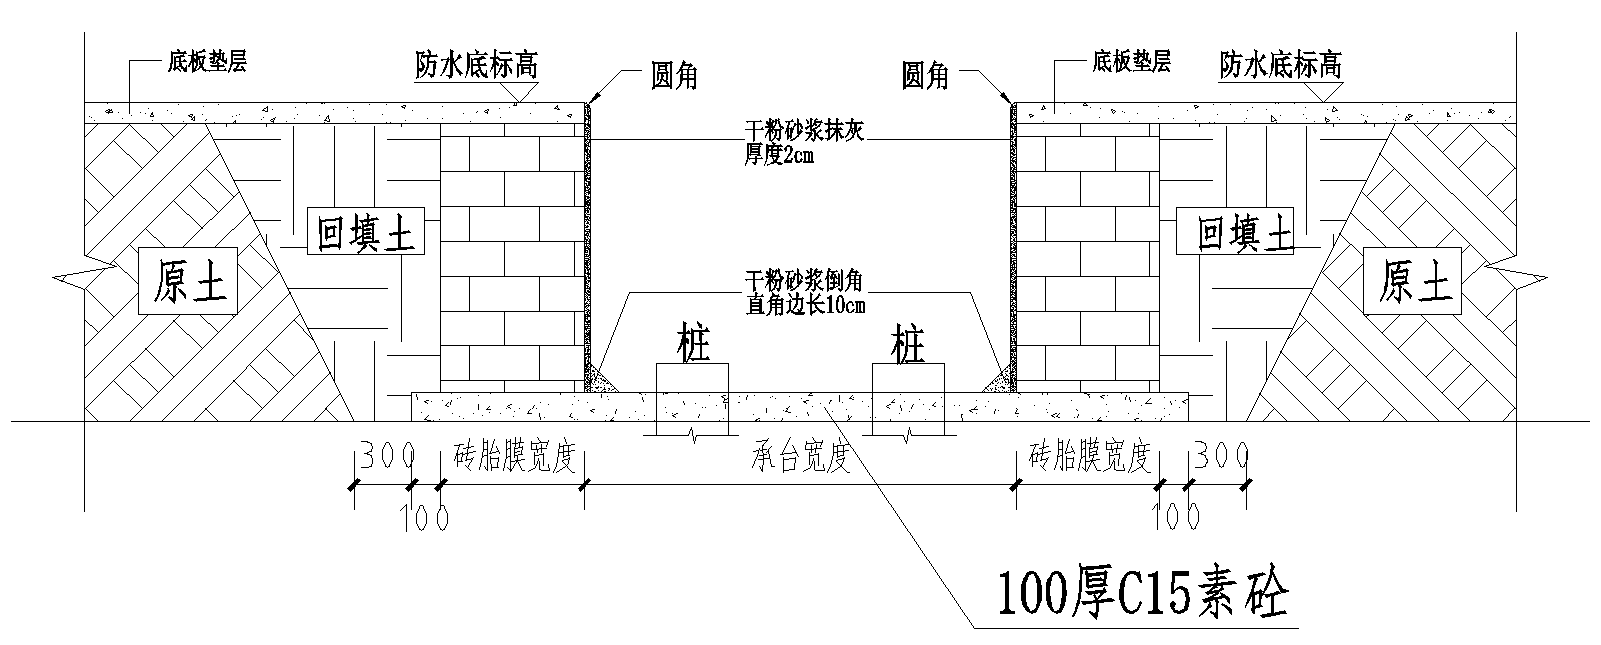 底板垫层
防水底标高
圆角
圆角
底板垫层
防水底标高
干粉砂浆抹灰
厚度2cm
回填土
回填土
原土
原土
干粉砂浆倒角
直角边长10cm
桩
桩
300
砖胎膜宽度
承台宽度
砖胎膜宽度
300
100
100
100厚C15素砼